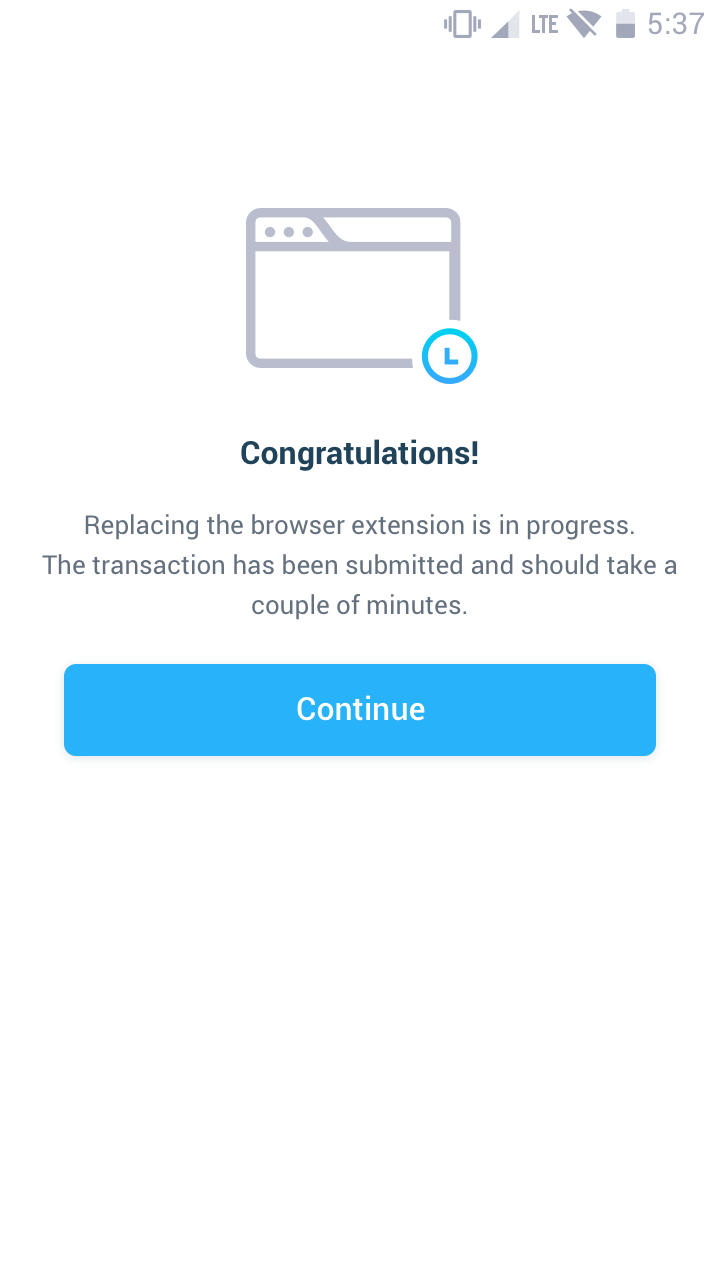 LTE 5:37
Congratulations!
Replacing the browser extension is in progress.
The transaction has been submitted and should take a
couple of minutes.
Continue